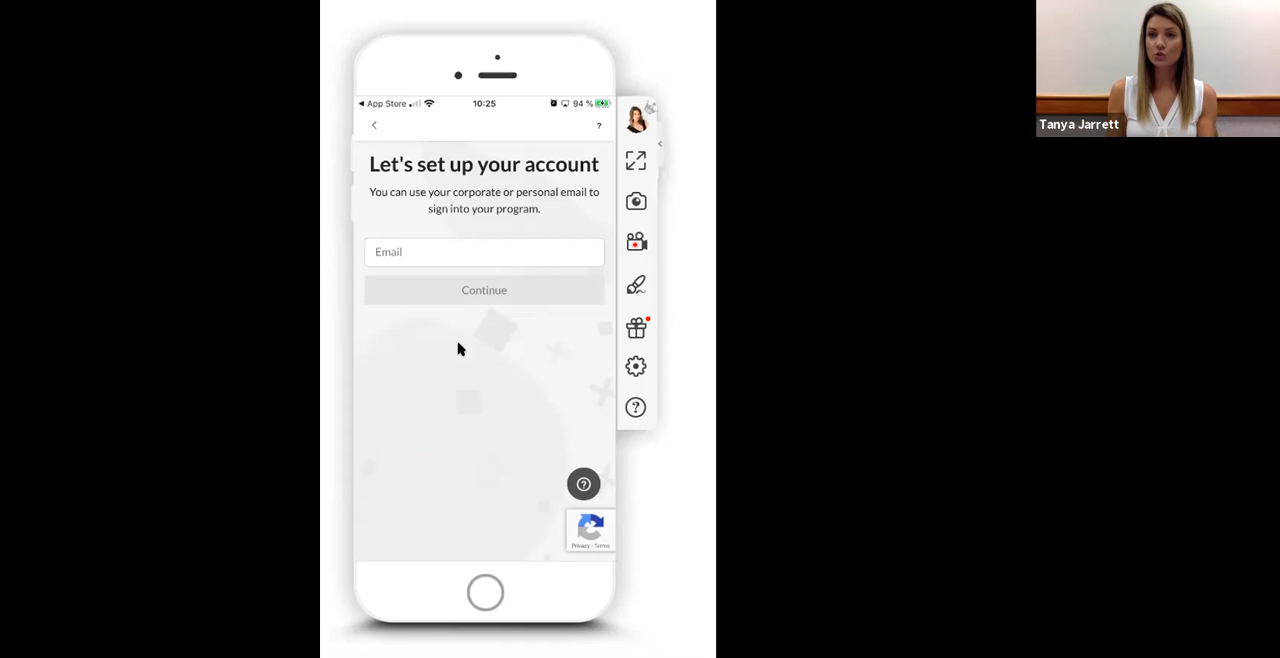 App Store
10:25
94 %
?
Let's set up your account
You can use your corporate or personal email to
sign into your program.
Email
Continue
?
?
Privacy - Terms
Tanya Jarrett